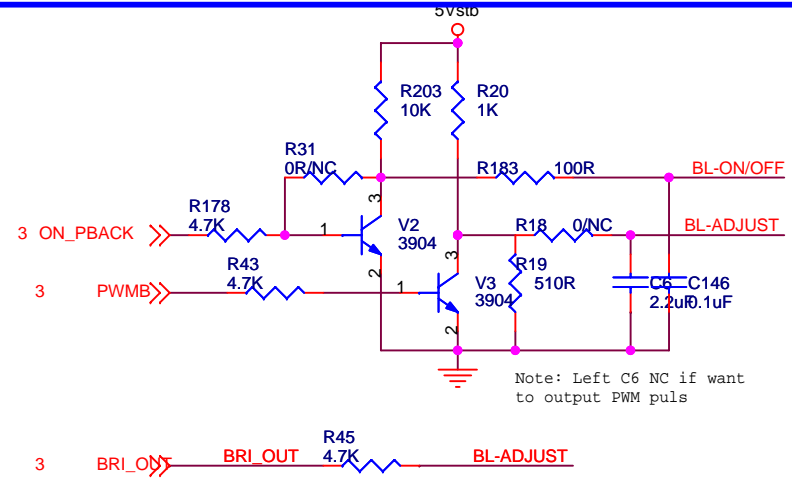 5Vstb
R203
10K
R20
1K
R31
0R/NC
R183 100R
BL-ON/OFF
R178
4.7K
3 ON_PBACK
1
3
2
V2
3904
R18 0/NC
BL-ADJUST
R43
4.7K
3 PWMB
1
3
2
V3
3904
R19
510R
C6
2.2uF
C146
0.1uF
Note: Left C6 NC if want
to output PWM puls
3 BRI_OUT
BRI_OUT
R45
4.7K
BL-ADJUST